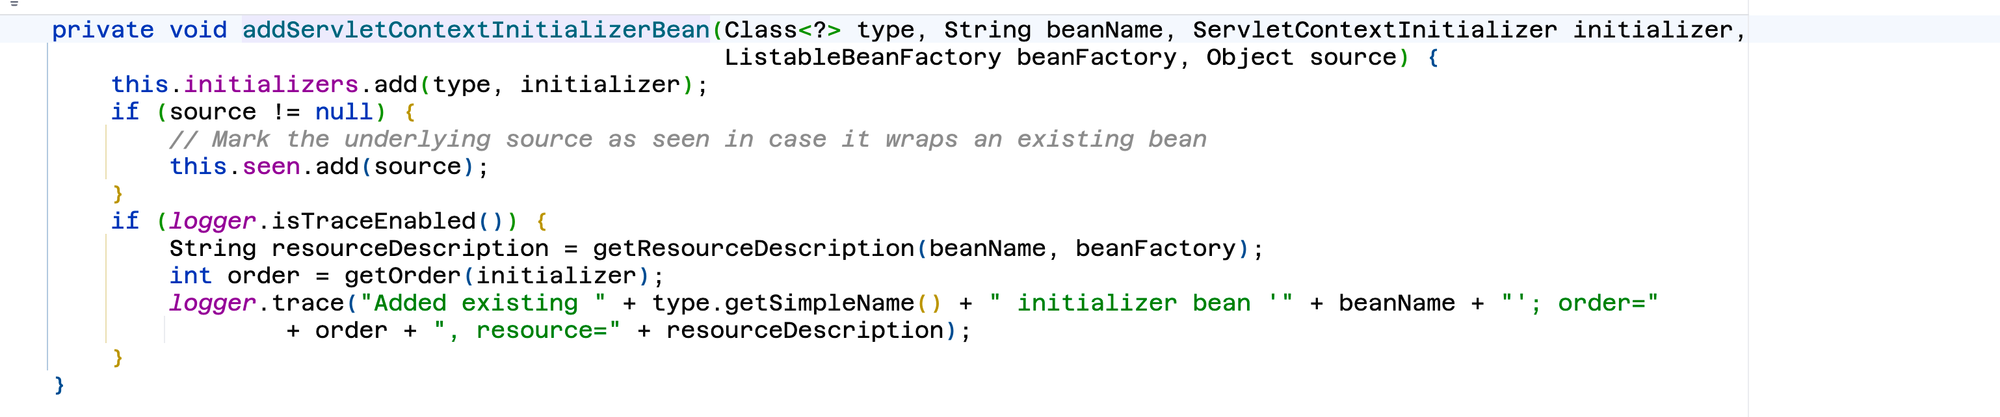 private void addServletContextInitializerBean(Class<?> type, String beanName, ServletContextInitializer initializer,
ListableBeanFactory beanFactory, Object source) {
this.initializers.add(type, initializer);
if (source != null) {
// Mark the underlying source as seen in case it wraps an existing bean
this.seen.add(source);
}
if (logger.isTraceEnabled()) {
String resourceDescription = getResourceDescription(beanName, beanFactory);
int order = getOrder(initializer);
logger.trace("Added existing " + type.getSimpleName() + " initializer bean '" + beanName + "'; order="
+ order + ", resource=" + resourceDescription);
}
}